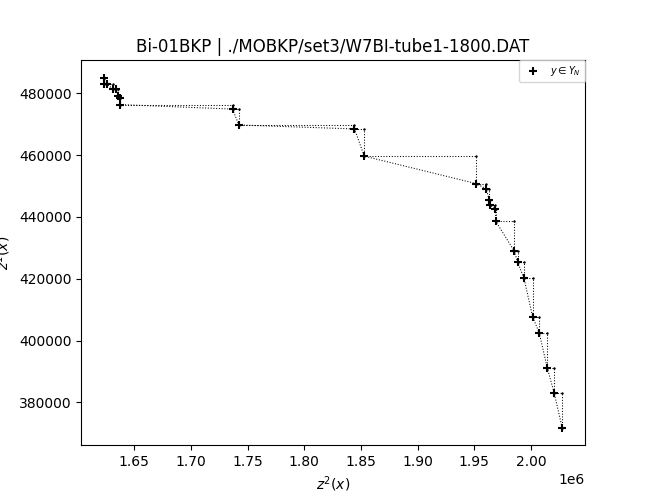 Bi-01BKP | ./MOBKP/set3/W7BI-tube1-1800.DAT
y ∈ Y_N
480000
460000
440000
420000
400000
380000
1.65 1.70 1.75 1.80 1.85 1.90 1.95 2.00
1e6
z²(x)